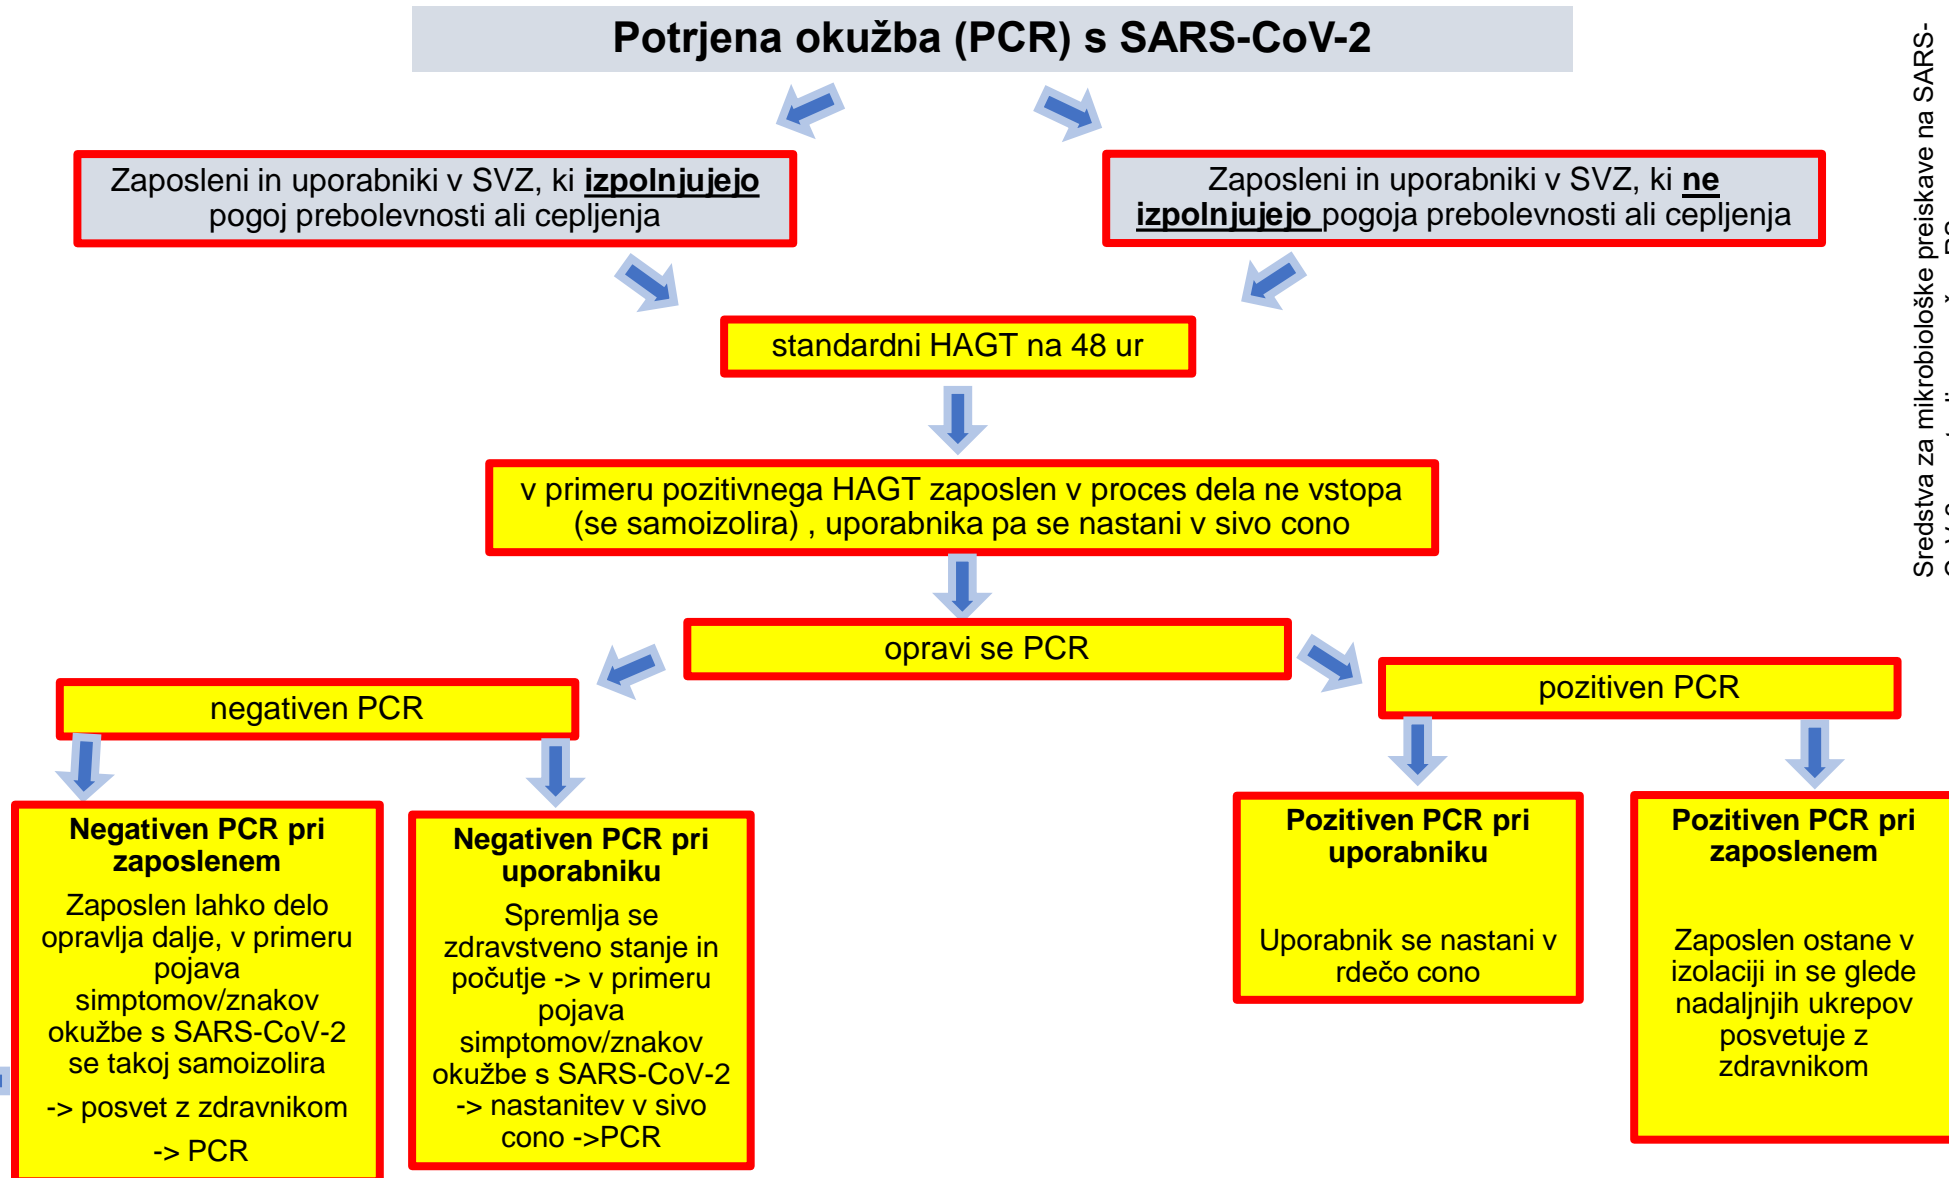 Potrjena okužba (PCR) s SARS-CoV-2
Zaposleni in uporabniki v SVZ, ki izpolnjujejo
pogoj prebolevnosti ali cepljenja
Zaposleni in uporabniki v SVZ, ki ne
izpolnjujejo pogoja prebolevnosti ali cepljenja
standardni HAGT na 48 ur
v primeru pozitivnega HAGT zaposlen v proces dela ne vstopa
(se samoizolira) , uporabnika pa se nastani v sivo cono
opravi se PCR
negativen PCR
pozitiven PCR
Negativen PCR pri
zaposlenem
Zaposlen lahko delo
opravlja dalje, v primeru
pojava
simptomov/znakov
okužbe s SARS-CoV-2
se takoj samoizolira
-> posvet z zdravnikom
-> PCR
Negativen PCR pri
uporabniku
Spremlja se
zdravstveno stanje in
počutje -> v primeru
pojava
simptomov/znakov
okužbe s SARS-CoV-2
-> nastanitev v sivo
cono ->PCR
Pozitiven PCR pri
uporabniku
Uporabnik se nastani v
rdečo cono
Pozitiven PCR pri
zaposlenem
Zaposlen ostane v
izolaciji in se glede
nadaljnjih ukrepov
posvetuje z
zdravnikom
Sredstva za mikrobiološke preiskave na SARS-